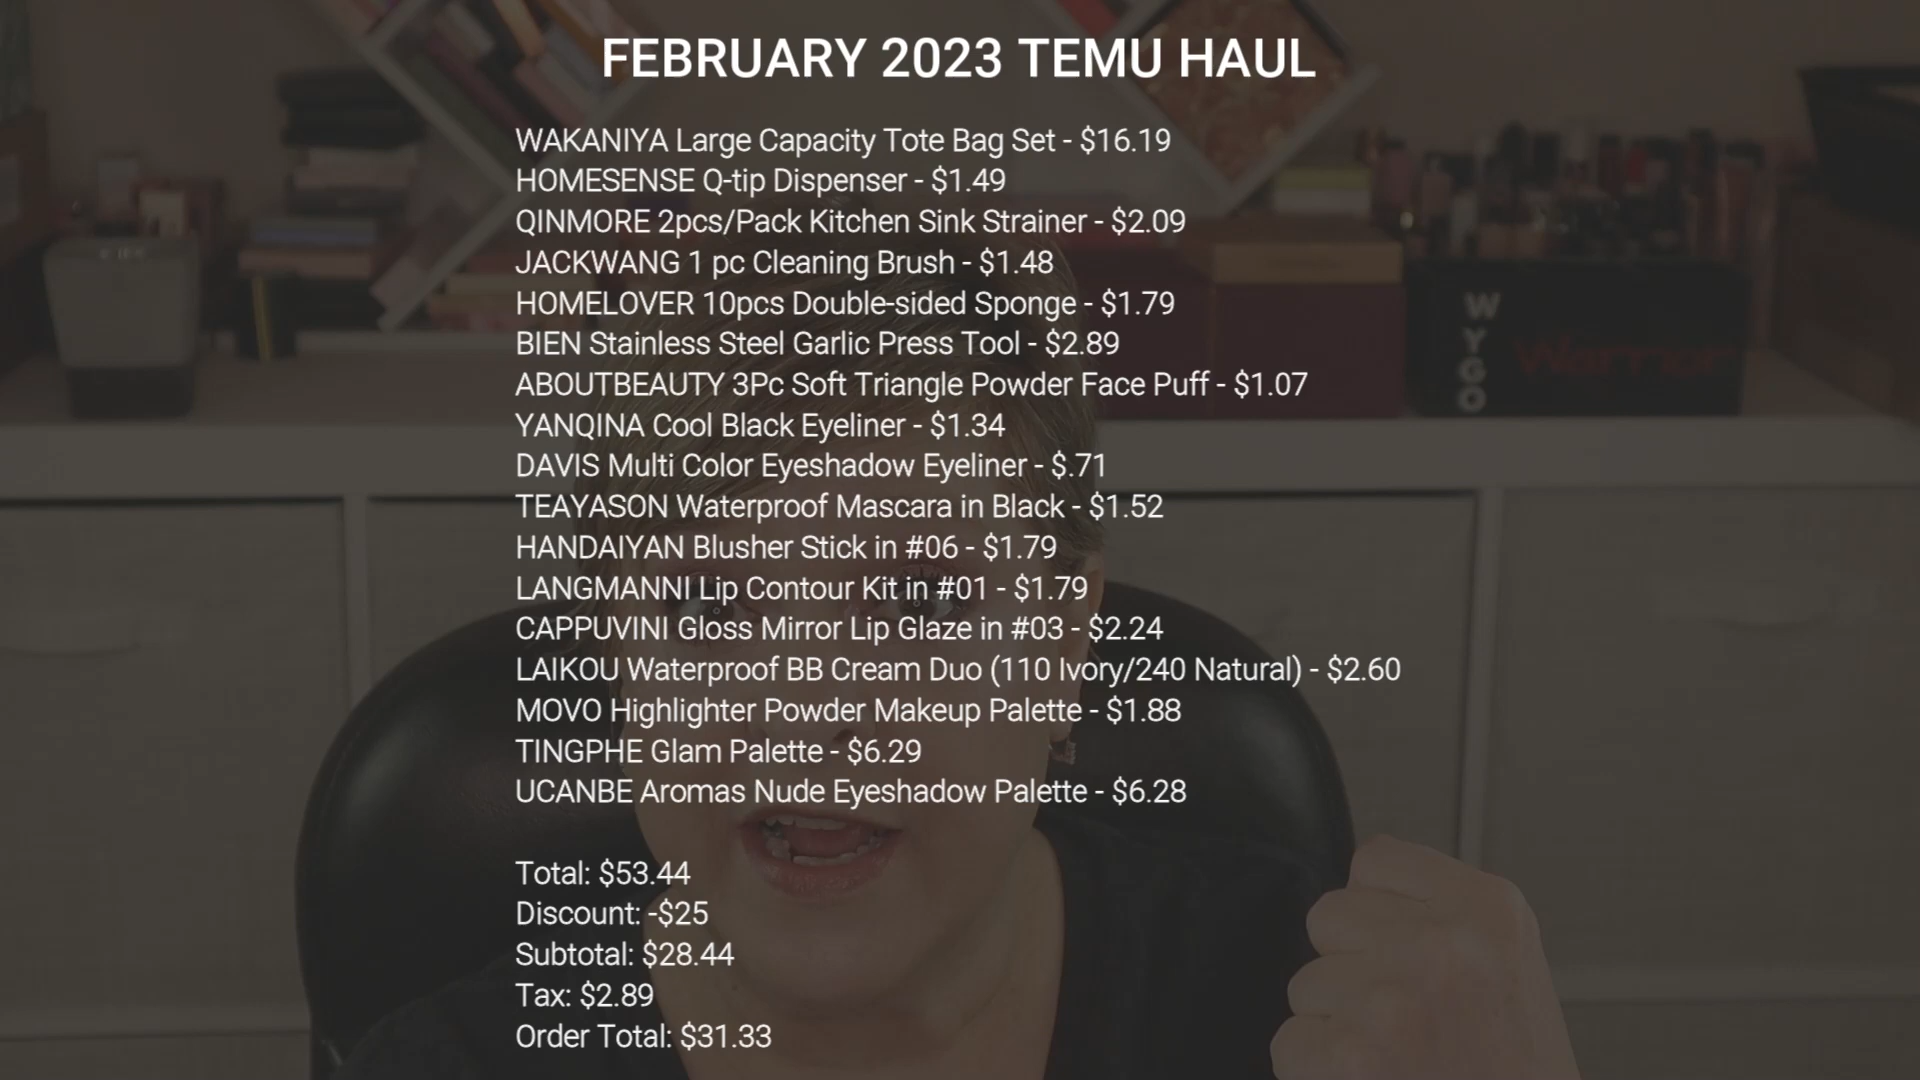 FEBRUARY 2023 TEMU HAUL
WAKANIYA Large Capacity Tote Bag Set - $16.19
HOMESENSE Q-tip Dispenser - $1.49
QINMORE 2pcs/Pack Kitchen Sink Strainer - $2.09
JACKWANG 1 pc Cleaning Brush - $1.48
HOMELOVER 10pcs Double-sided Sponge - $1.79
BIEN Stainless Steel Garlic Press Tool - $2.89
ABOUTBEAUTY 3Pc Soft Triangle Powder Face Puff - $1.07
YANQINA Cool Black Eyeliner - $1.34
DAVIS Multi Color Eyeshadow Eyeliner - $.71
TEAYASON Waterproof Mascara in Black - $1.52
HANDAIYAN Blusher Stick in #06 - $1.79
LANGMANNI Lip Contour Kit in #01 - $1.79
CAPPUVINI Gloss Mirror Lip Glaze in #03 - $2.24
LAIKOU Waterproof BB Cream Duo (110 Ivory/240 Natural) - $2.60
MOVO Highlighter Powder Makeup Palette - $1.88
TINGPHE Glam Palette - $6.29
UCANBE Aromas Nude Eyeshadow Palette - $6.28
Total: $53.44
Discount: -$25
Subtotal: $28.44
Tax: $2.89
Order Total: $31.33
WYGO
Warrior